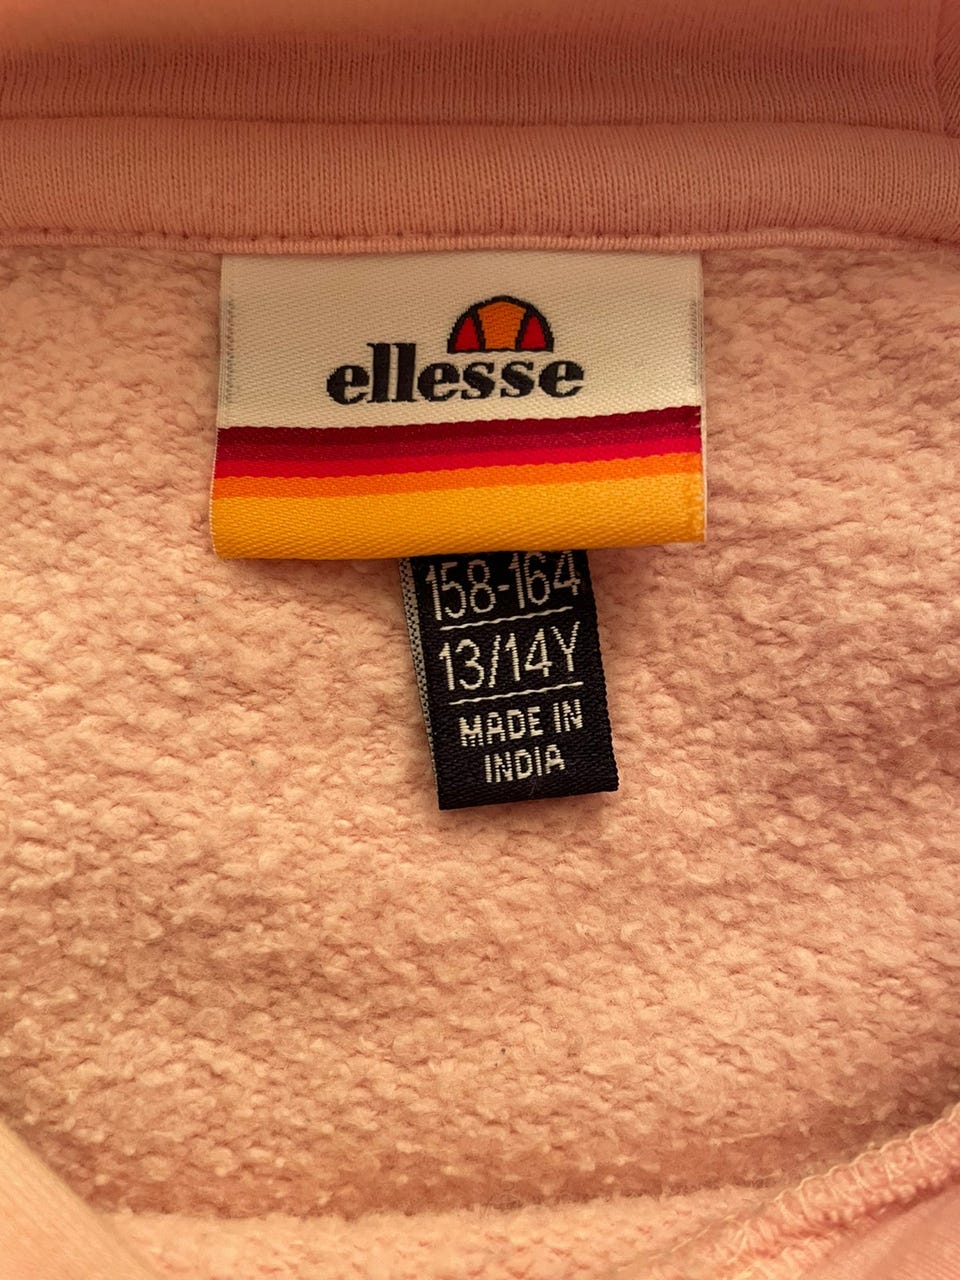 ellesse
158-164
13/14Y
MADE IN
INDIA